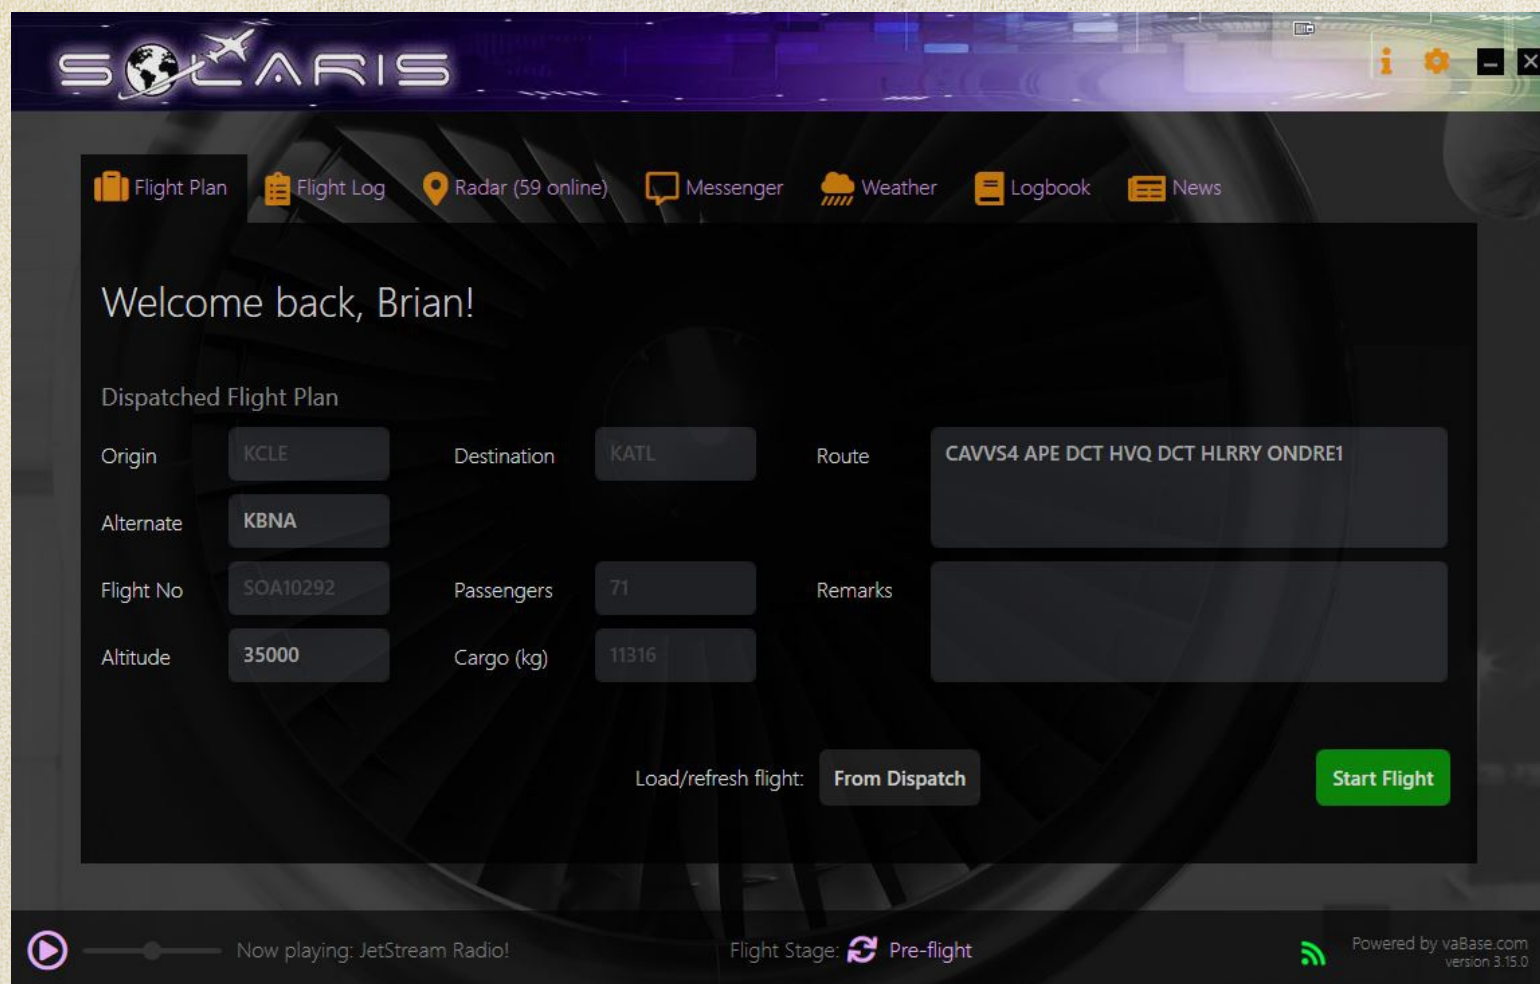 SOLARIS
Flight Plan Flight Log Radar (59 online) Messenger Weather Logbook News
Welcome back, Brian!
Dispatched Flight Plan
Origin KCLE Destination KATL Route CAVVS4 APE DCT HVQ DCT HLRRY ONDRE1
Alternate KBNA
Flight No SOA10292 Passengers 71 Remarks
Altitude 35000 Cargo (kg) 11316
Load/refresh flight: From Dispatch Start Flight
Now playing: JetStream Radio! Flight Stage: Pre-flight Powered by vaBase.com
version 3.15.0